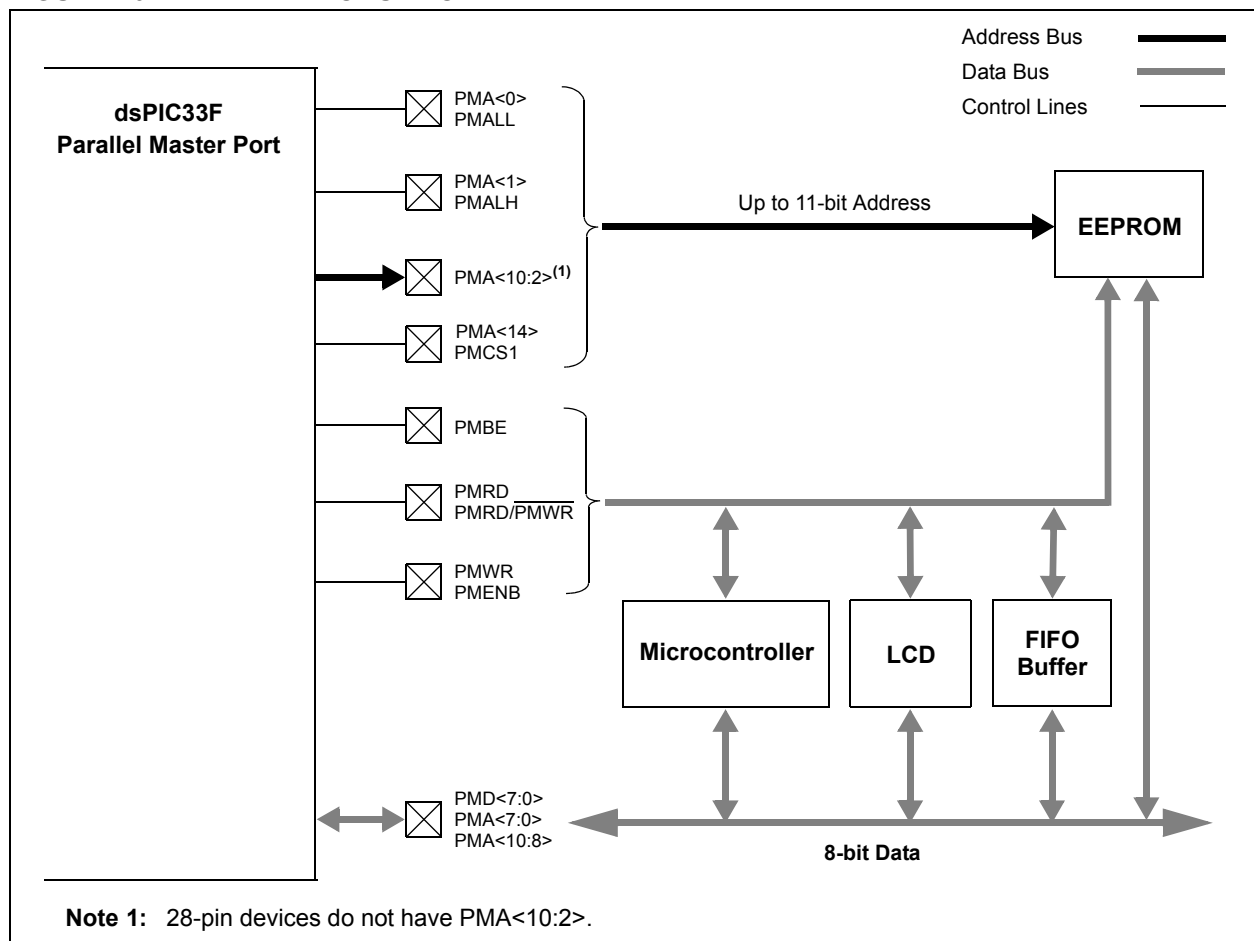 Address Bus
Data Bus
Control Lines
dsPIC33F
Parallel Master Port
PMA<0>
PMALL
PMA<1>
PMALH
PMA<10:2>(1)
PMA<14>
PMCS1
Up to 11-bit Address
EEPROM
PMBE
PMRD
PMRD/PMWR
PMWR
PMENB
Microcontroller
LCD
FIFO
Buffer
PMD<7:0>
PMA<7:0>
PMA<10:8>
8-bit Data
Note 1: 28-pin devices do not have PMA<10:2>.